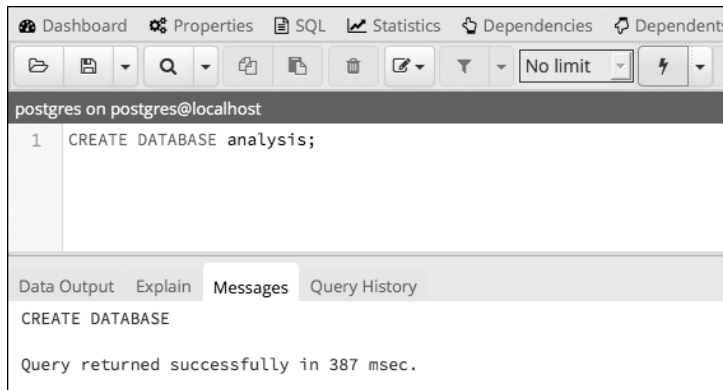 Dashboard Properties SQL Statistics Dependencies Dependents
No limit
postgres on postgres@localhost
1 CREATE DATABASE analysis;
Data Output Explain Messages Query History
CREATE DATABASE
Query returned successfully in 387 msec.